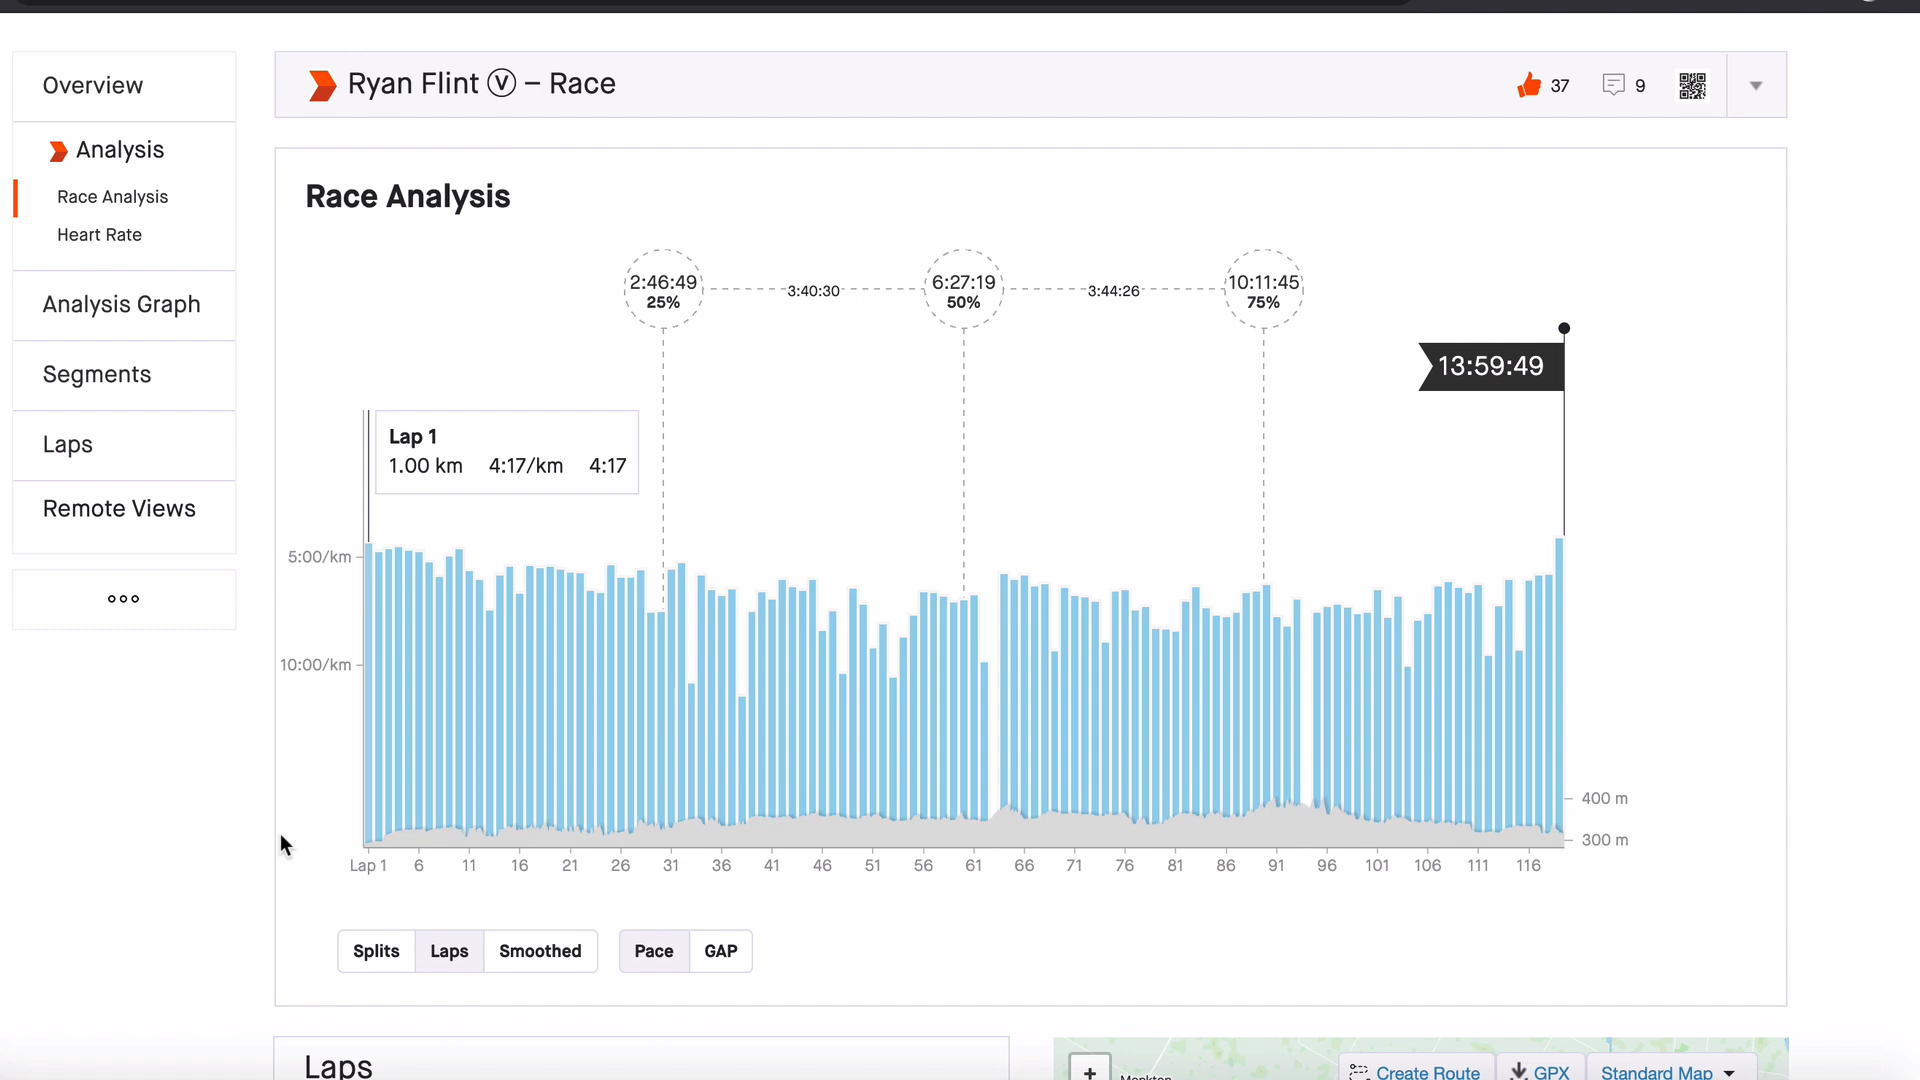 Overview
Analysis
Race Analysis
Heart Rate
Analysis Graph
Segments
Laps
Remote Views
Ryan Flint Ⓥ – Race
37
9
Race Analysis
2:46:49
25%
3:40:30
6:27:19
50%
3:44:26
10:11:45
75%
13:59:49
Lap 1
1.00 km 4:17/km 4:17
5:00/km
10:00/km
400 m
300 m
Lap 1 6 11 16 21 26 31 36 41 46 51 56 61 66 71 76 81 86 91 96 101 106 111 116
Splits Laps Smoothed Pace GAP
Laps
+
Monkton
Create Route GPX Standard Map